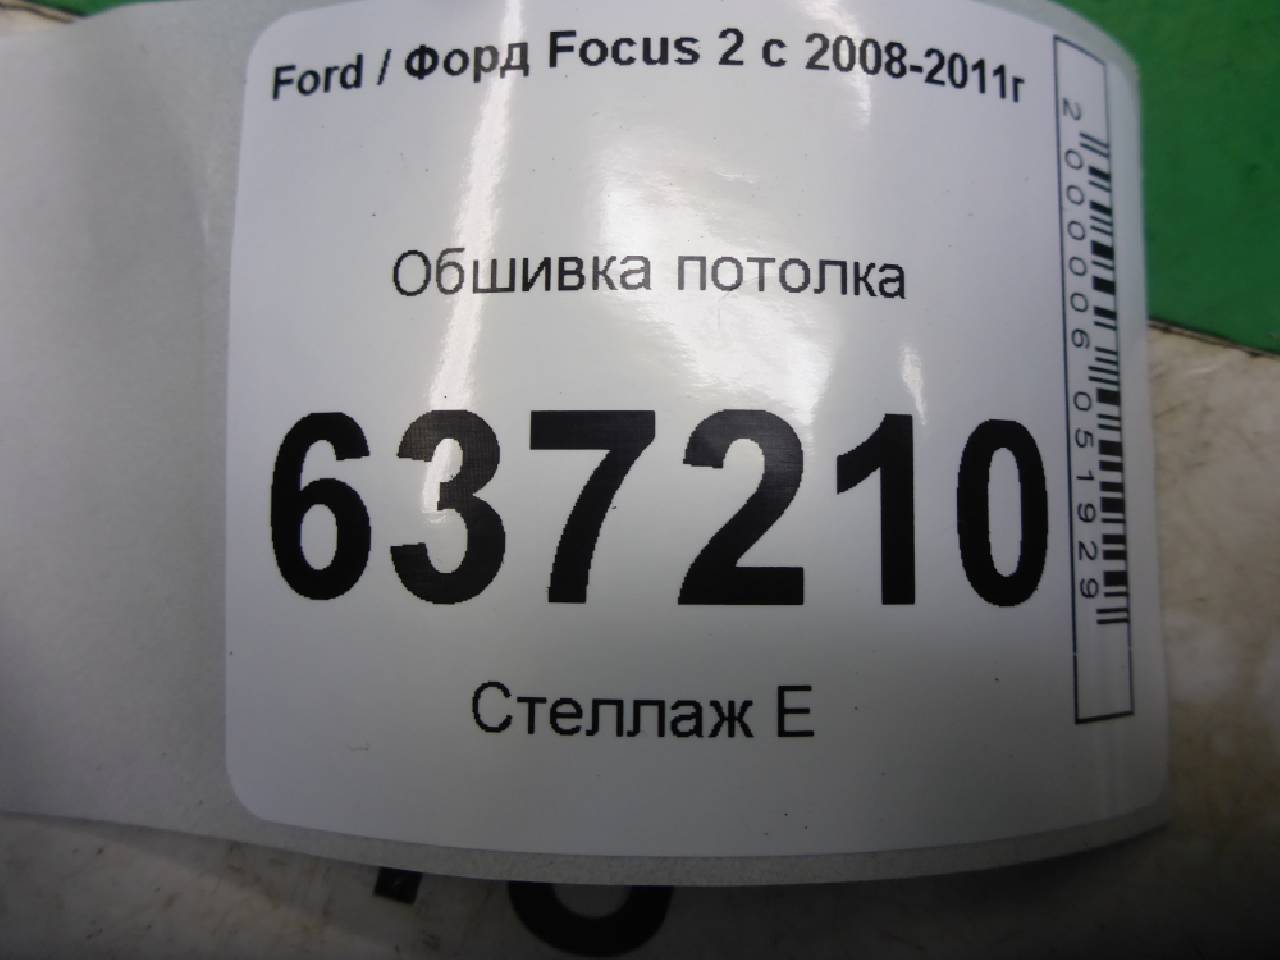 Ford / Форд Focus 2 с 2008-2011г
Обшивка потолка
637210
Стеллаж Е
2000006051929